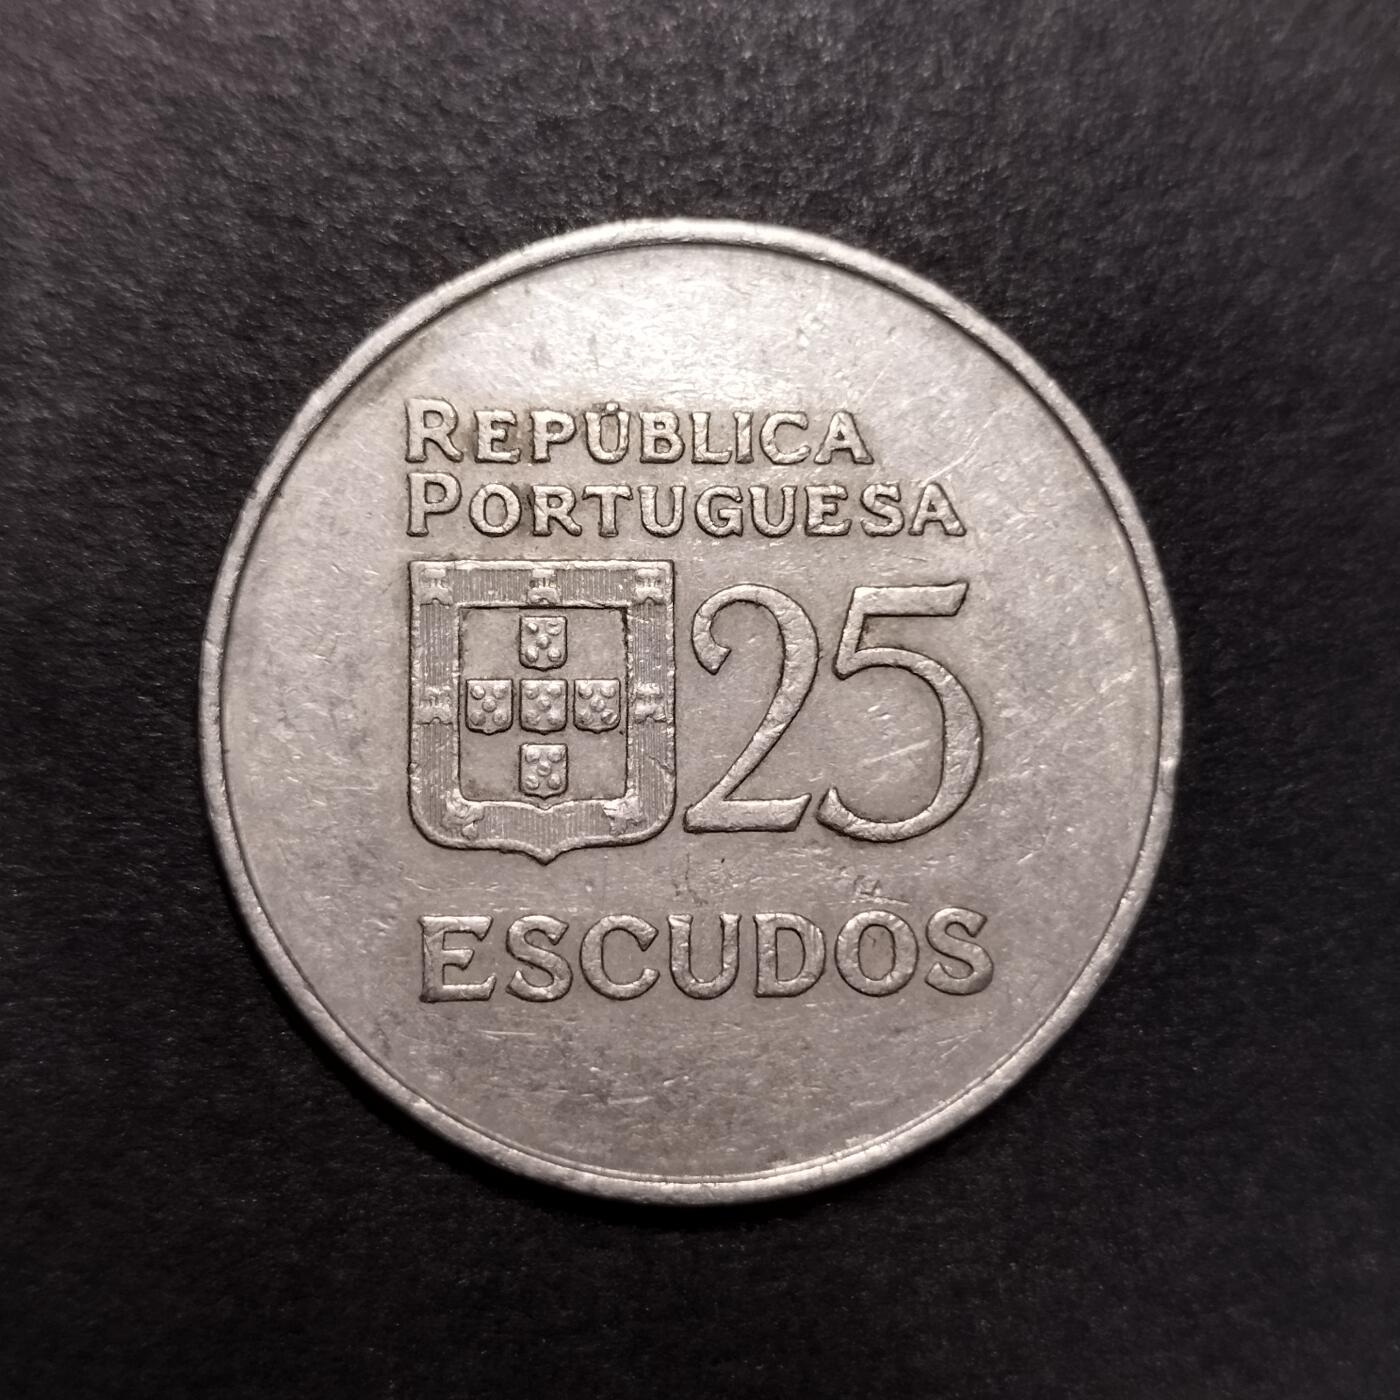 REPÚBLICA
PORTUGUESA
25
ESCUDOS